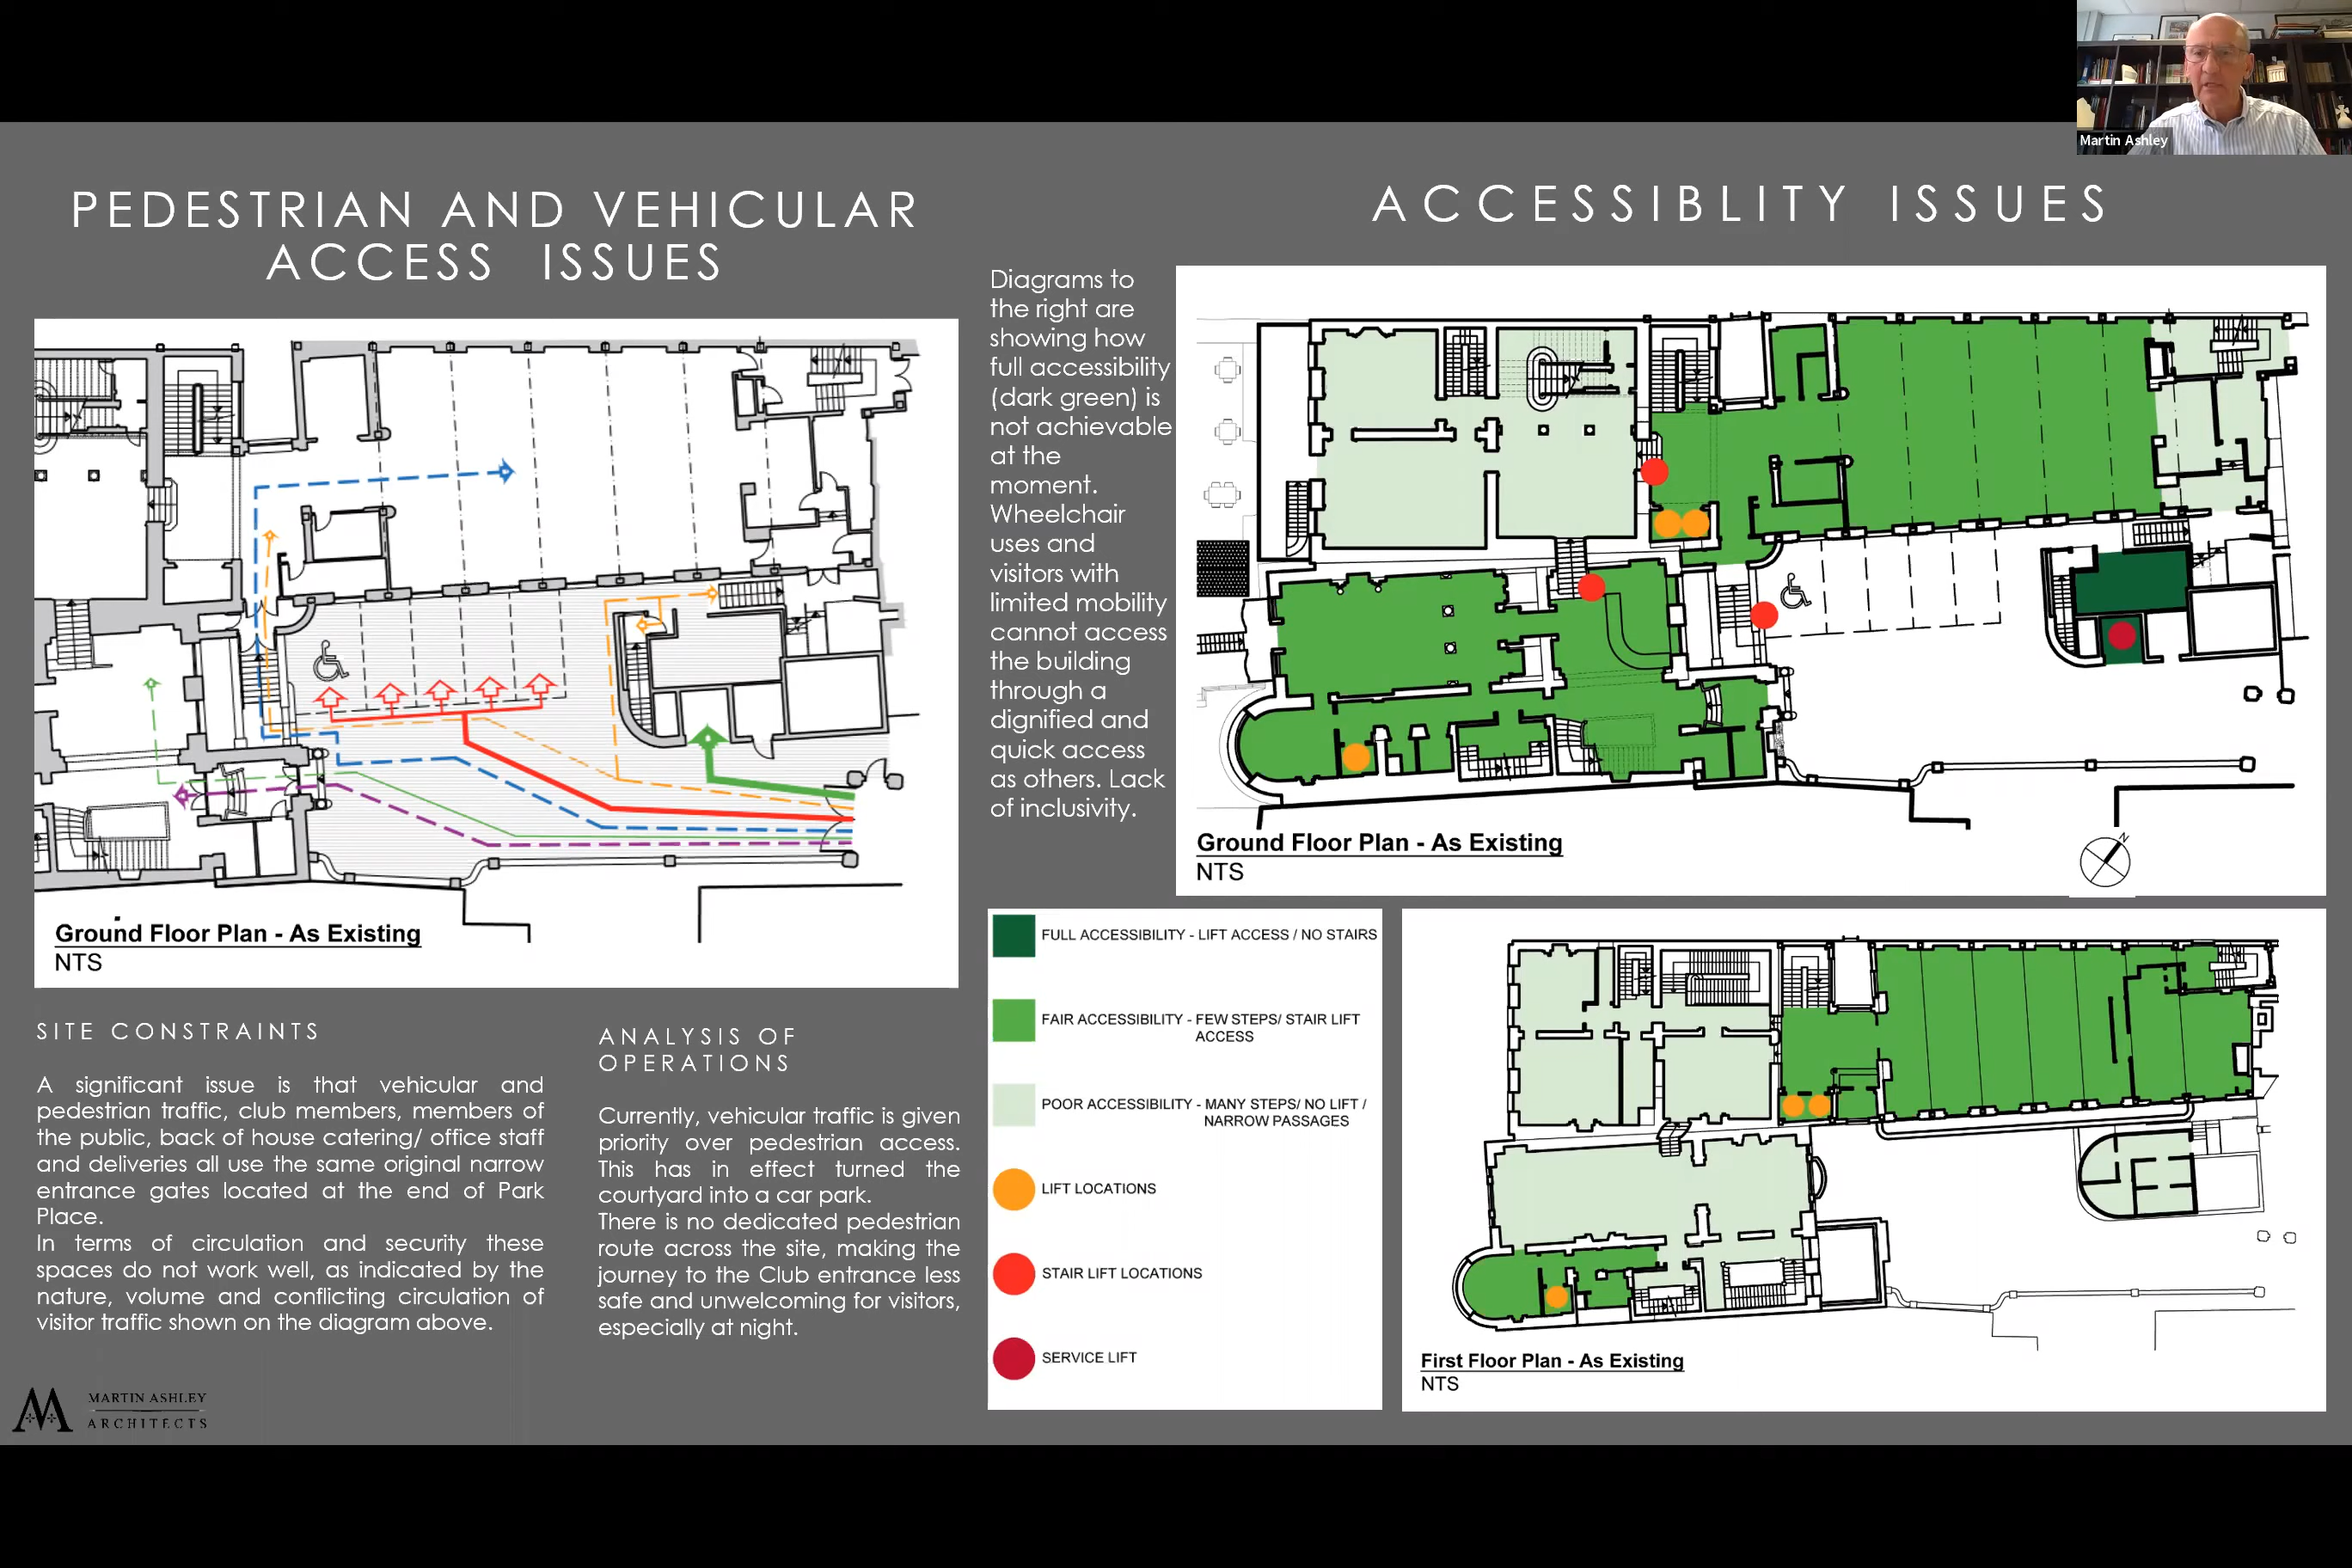 Martin Ashley
PEDESTRIAN AND VEHICULAR
ACCESS ISSUES
Ground Floor Plan - As Existing
NTS
SITE CONSTRAINTS
A significant issue is that vehicular and
pedestrian traffic, club members, members of
the public, back of house catering/ office staff
and deliveries all use the same original narrow
entrance gates located at the end of Park
Place.
In terms of circulation and security these
spaces do not work well, as indicated by the
nature, volume and conflicting circulation of
visitor traffic shown on the diagram above.
ANALYSIS OF
OPERATIONS
Currently, vehicular traffic is given
priority over pedestrian access.
This has in effect turned the
courtyard into a car park.
There is no dedicated pedestrian
route across the site, making the
journey to the Club entrance less
safe and unwelcoming for visitors,
especially at night.
MARTIN ASHLEY
ARCHITECTS
ACCESSIBLITY ISSUES
Diagrams to
the right are
showing how
full accessibility
(dark green) is
not achievable
at the
moment.
Wheelchair
uses and
visitors with
limited mobility
cannot access
the building
through a
dignified and
quick access
as others. Lack
of inclusivity.
Ground Floor Plan - As Existing
NTS
N
FULL ACCESSIBILITY - LIFT ACCESS / NO STAIRS
FAIR ACCESSIBILITY - FEW STEPS/ STAIR LIFT
ACCESS
POOR ACCESSIBILITY - MANY STEPS/ NO LIFT /
NARROW PASSAGES
LIFT LOCATIONS
STAIR LIFT LOCATIONS
SERVICE LIFT
First Floor Plan - As Existing
NTS